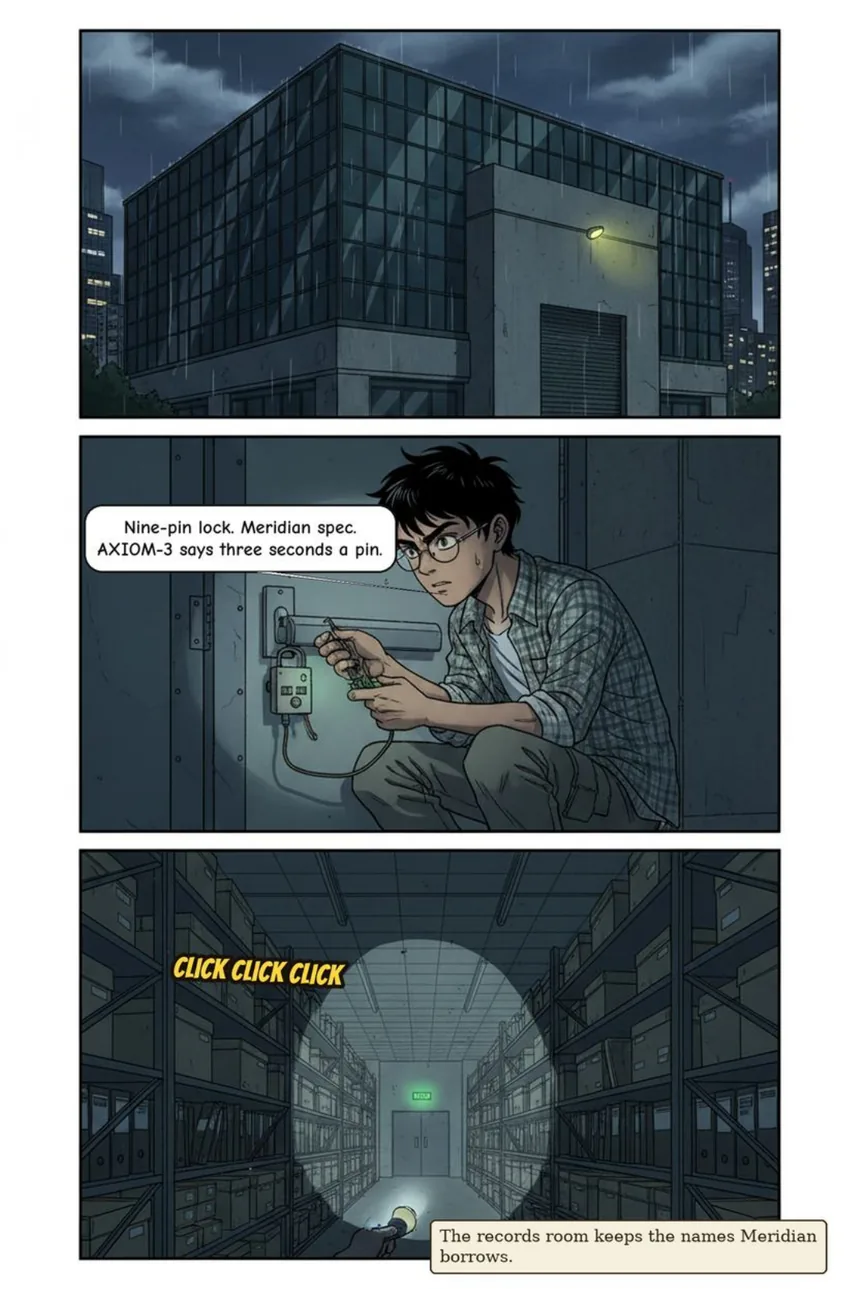 Nine-pin lock. Meridian spec.
AXIOM-3 says three seconds a pin.
CLICK CLICK CLICK
The records room keeps the names Meridian
borrows.